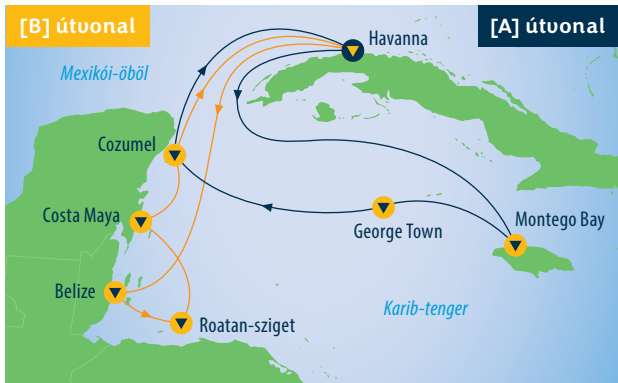 [B] útvonal
[A] útvonal
Havanna
Mexikói-öböl
Cozumel
Costa Maya
George Town
Montego Bay
Belize
Roatan-sziget
Karib-tenger